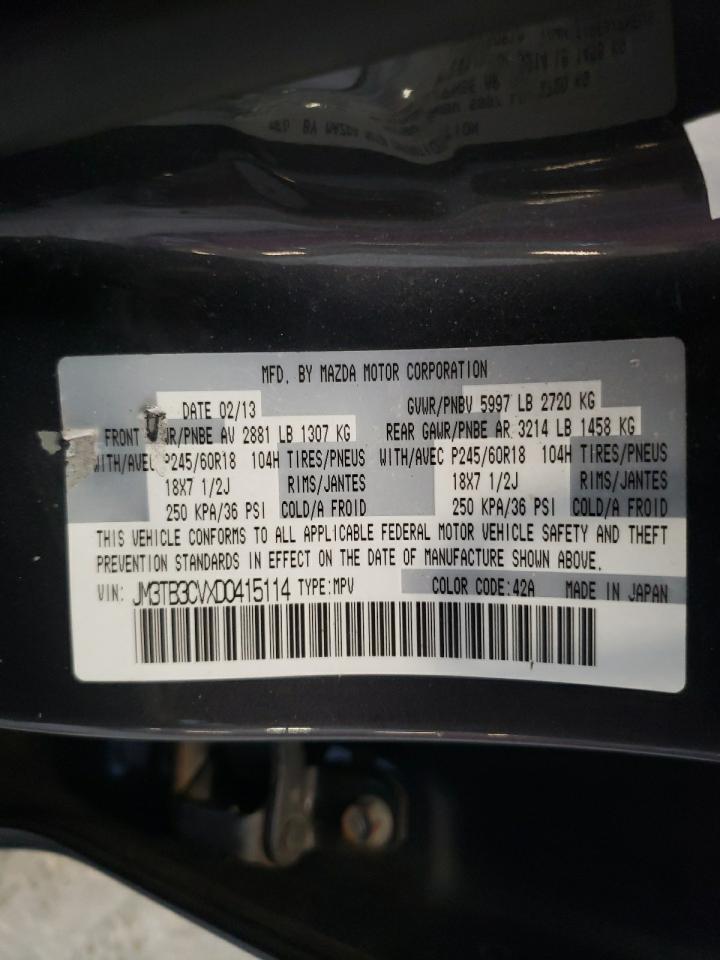 MFD. BY MAZDA MOTOR CORPORATION
DATE 02/13 GVWR/PNBV 5997 LB 2720 KG
FRONT WR/PNBE AV 2881 LB 1307 KG REAR GAWR/PNBE AR 3214 LB 1458 KG
WITH/AVEC P245/60R18 104H TIRES/PNEUS WITH/AVEC P245/60R18 104H TIRES/PNEUS
18X7 1/2J RIMS/JANTES 18X7 1/2J RIMS/JANTES
250 KPA/36 PSI COLD/A FROID 250 KPA/36 PSI COLD/A FROID
THIS VEHICLE CONFORMS TO ALL APPLICABLE FEDERAL MOTOR VEHICLE SAFETY AND THEFT
PREVENTION STANDARDS IN EFFECT ON THE DATE OF MANUFACTURE SHOWN ABOVE.
VIN: JM3TB3CVXD0415114 TYPE:MPV COLOR CODE:42A MADE IN JAPAN